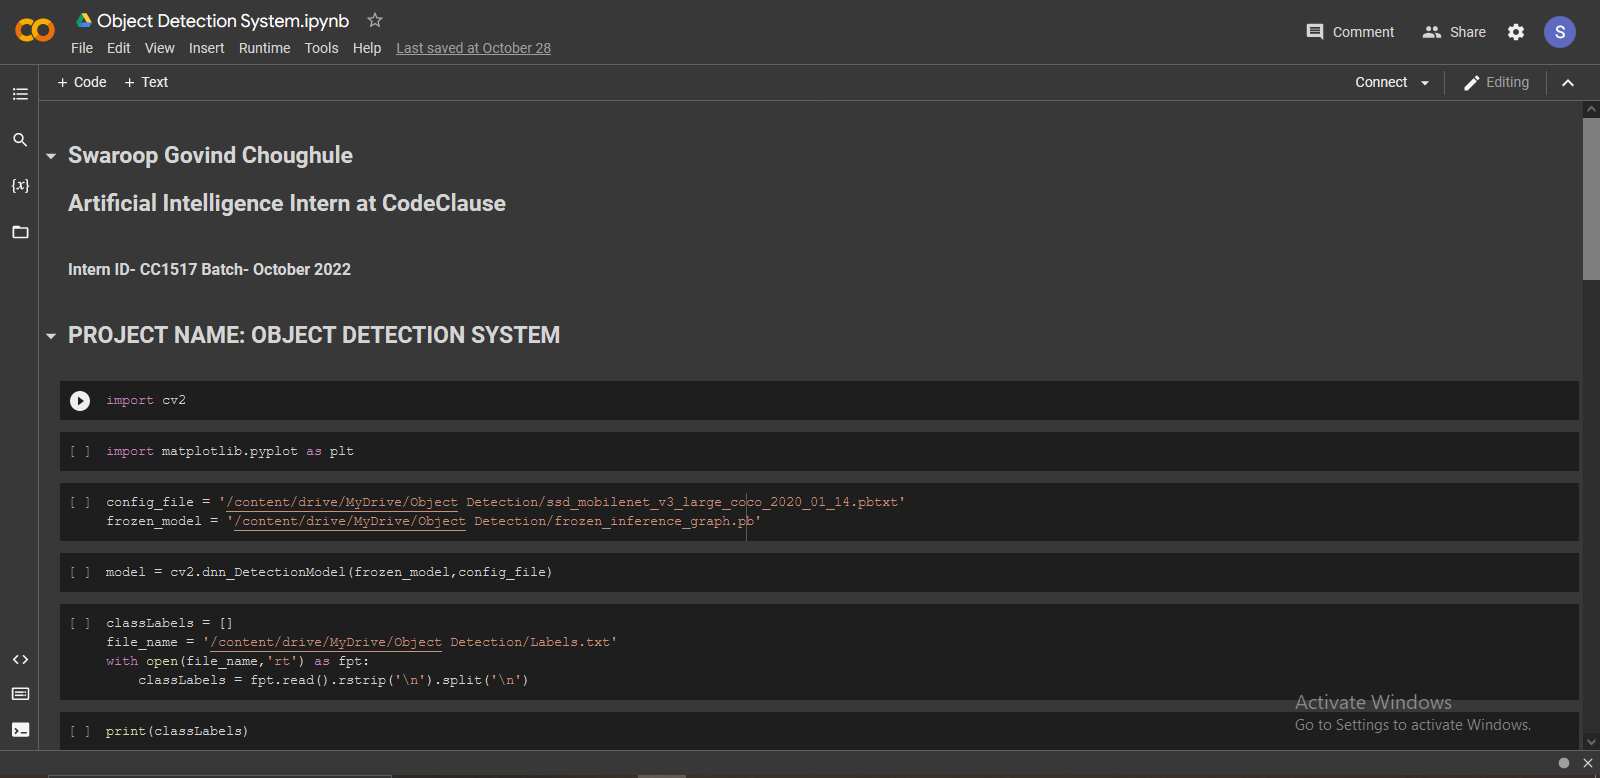 Object Detection System.ipynb
File Edit View Insert Runtime Tools Help Last saved at October 28
Comment Share S
+ Code + Text
Connect Editing
{x}
Swaroop Govind Choughule
Artificial Intelligence Intern at CodeClause
Intern ID- CC1517 Batch- October 2022
PROJECT NAME: OBJECT DETECTION SYSTEM
import cv2
[ ] import matplotlib.pyplot as plt
[ ] config_file = '/content/drive/MyDrive/Object Detection/ssd_mobilenet_v3_large_coco_2020_01_14.pbtxt'
frozen_model = '/content/drive/MyDrive/Object Detection/frozen_inference_graph.pb'
[ ] model = cv2.dnn_DetectionModel(frozen_model,config_file)
[ ] classLabels = []
file_name = '/content/drive/MyDrive/Object Detection/Labels.txt'
with open(file_name,'rt') as fpt:
classLabels = fpt.read().rstrip('\n').split('\n')
[ ] print(classLabels)
Activate Windows
Go to Settings to activate Windows.